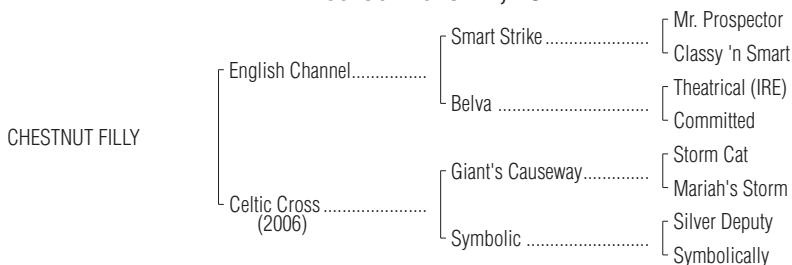 Mr. Prospector
Smart Strike......................
Classy 'n Smart
English Channel................
Theatrical (IRE)
Belva ...............................
Committed
CHESTNUT FILLY
Storm Cat
Giant's Causeway..............
Mariah's Storm
Celtic Cross ......................
(2006)
Silver Deputy
Symbolic .........................
Symbolically